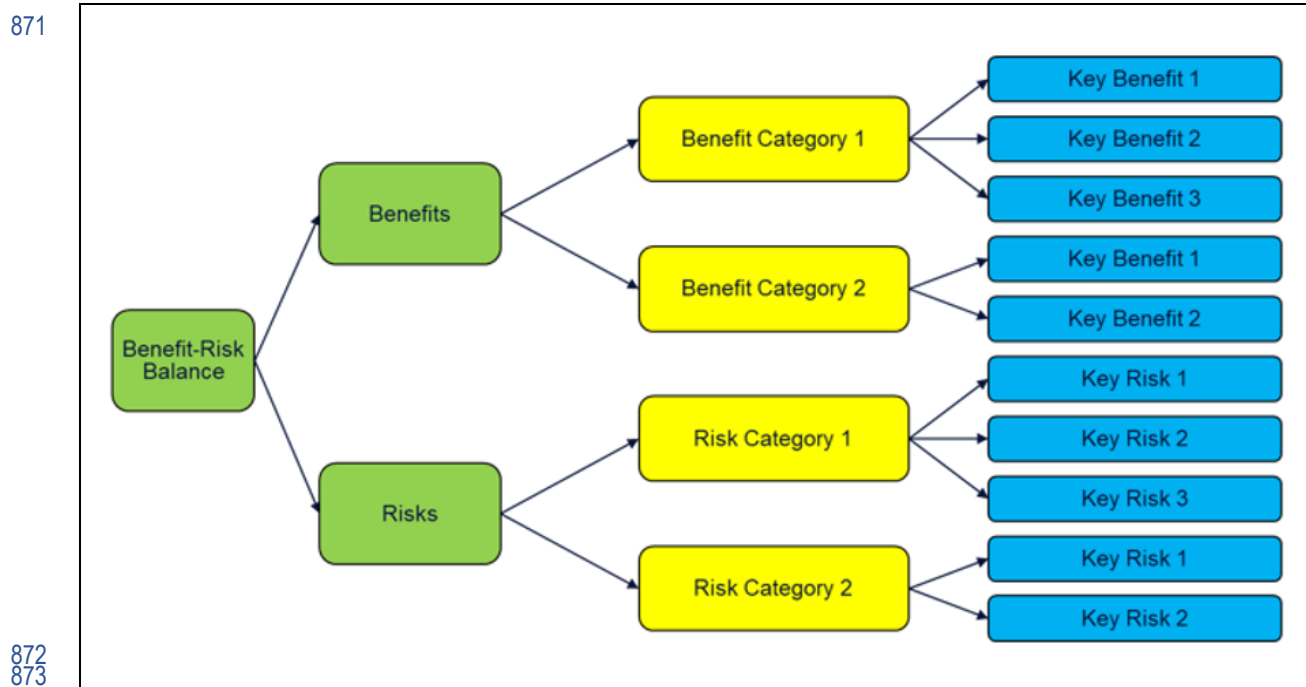 871
Key Benefit 1
Benefit Category 1
Key Benefit 2
Key Benefit 3
Benefits
Key Benefit 1
Benefit Category 2
Key Benefit 2
Benefit-Risk
Balance
Key Risk 1
Risk Category 1
Key Risk 2
Key Risk 3
Risks
Key Risk 1
Risk Category 2
Key Risk 2
872
873